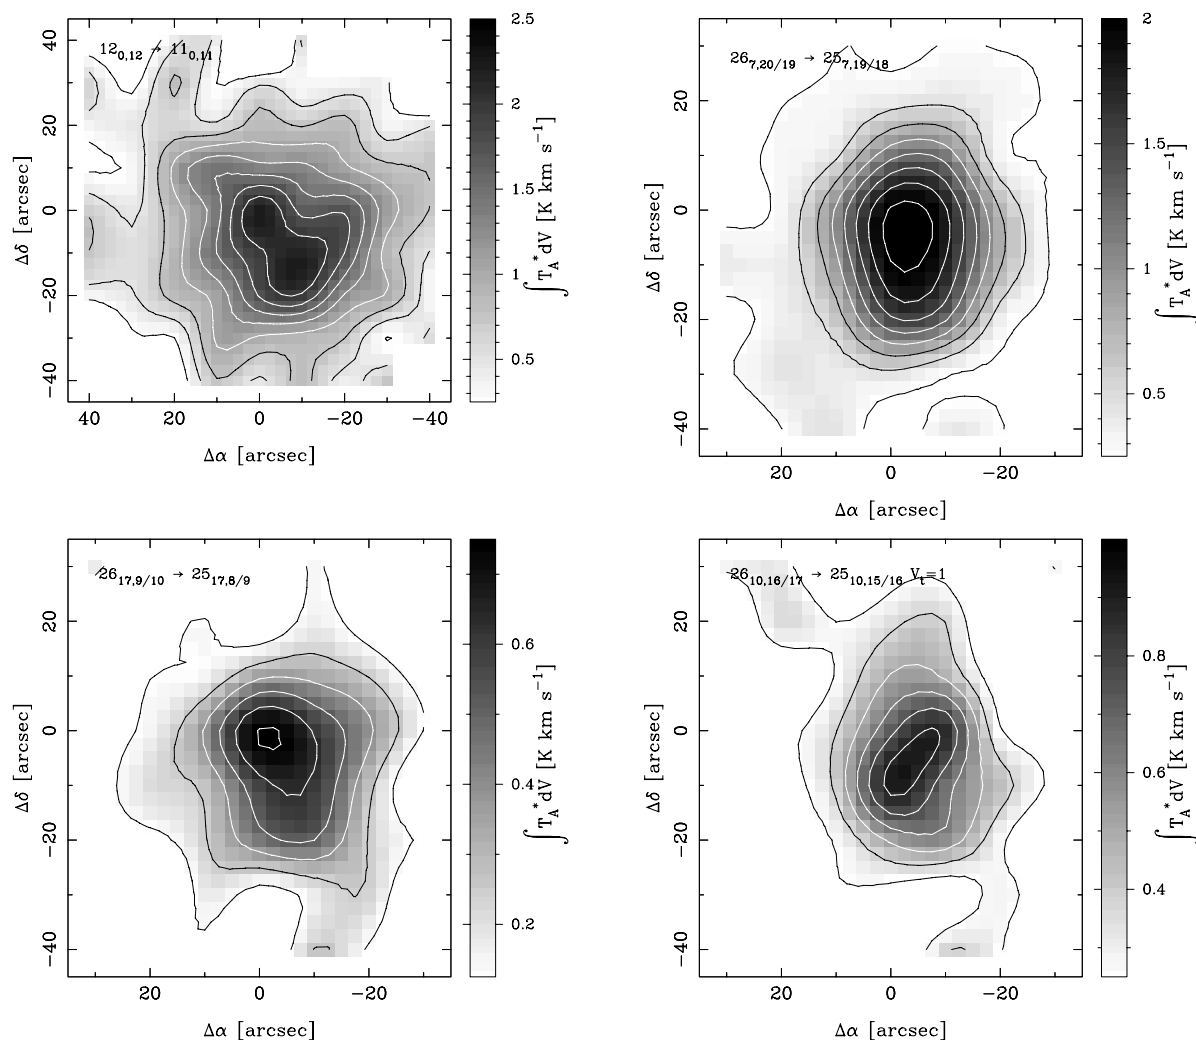 12_{0,12} → 11_{0,11}
40
20
0
−20
−40
Δδ [arcsec]
40
20
0
−20
−40
Δα [arcsec]
2.5
2
1.5
1
0.5
∫ T_A^* dV [K km s^{−1}]
26_{7,20/19} → 25_{7,19/18}
20
0
−20
−40
Δδ [arcsec]
20
0
−20
Δα [arcsec]
2
1.5
1
0.5
∫ T_A^* dV [K km s^{−1}]
26_{17,9/10} → 25_{17,8/9}
20
0
−20
−40
Δδ [arcsec]
20
0
−20
Δα [arcsec]
0.6
0.4
0.2
∫ T_A^* dV [K km s^{−1}]
26_{10,16/17} → 25_{10,15/16} V_t=1
20
0
−20
−40
Δδ [arcsec]
20
0
−20
Δα [arcsec]
0.8
0.6
0.4
∫ T_A^* dV [K km s^{−1}]